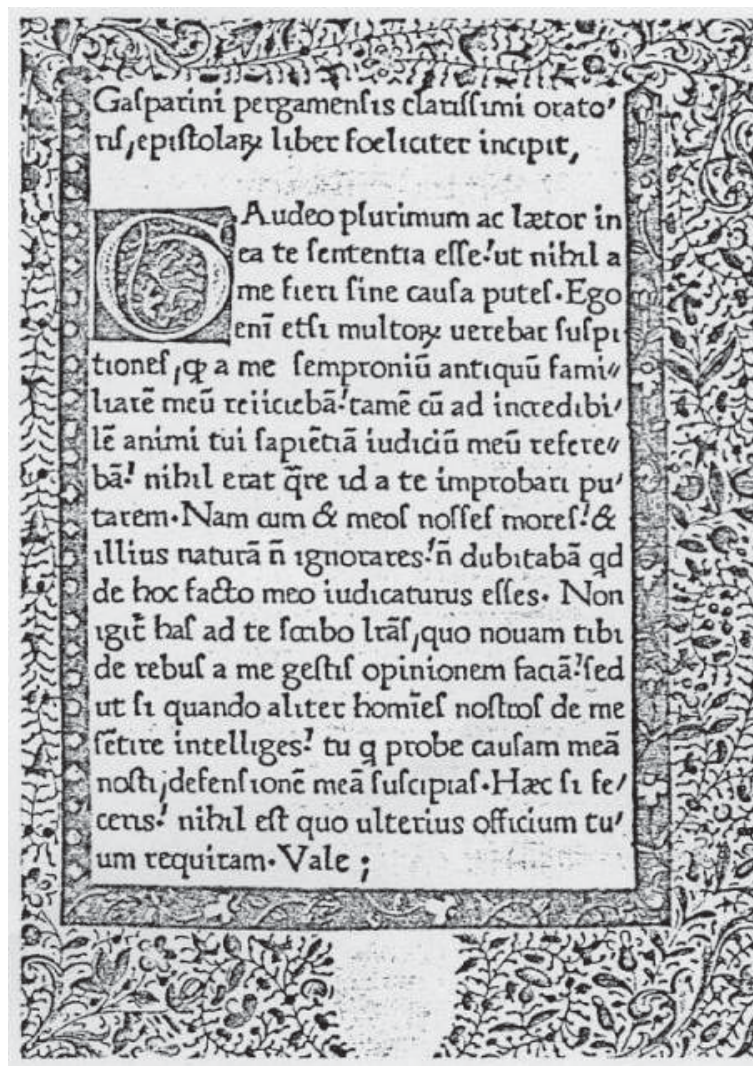 Gaſparini pergamenſis clariſſimi orato⸗
riſ, epiſtolaꝝ liber foeliciter incipit,
GAudeo plurimum ac lætor in
ea te ſententia eſſe! ut nihil a
me fieri ſine cauſa puteſ. Ego
enī etſi multoꝝ uerebar ſuſpi
tioneſ, ꝙ a me ſemproniū antiquū fami⸗
liarē meū reiiciebā! tamē cū ad incredibi⸗
lē animi tui ſapiētiā iudiciū meū refere⸗
bā! nihil erat q̄re id a te improbari pu⸗
tarem. Nam cum & meoſ noſſeſ moreſ! &
illius naturā n̄ ignorares! n̄ dubitabā qd
de hoc facto meo iudicaturus eſſes. Non
igit̄ haſ ad te ſcribo lr̄aſ, quo nouam tibi
de rebuſ a me geſtiſ opinionem faciā! ſed
ut ſi quando aliter homīeſ noſtroſ de me
ſētire intelliges! tu q probe cauſam meā
noſti, defenſionē meā ſuſcipiaſ. Hæc ſi fe⸗
ceris! nihil eſt quo ulterius officium tu⸗
um requiram. Vale ;